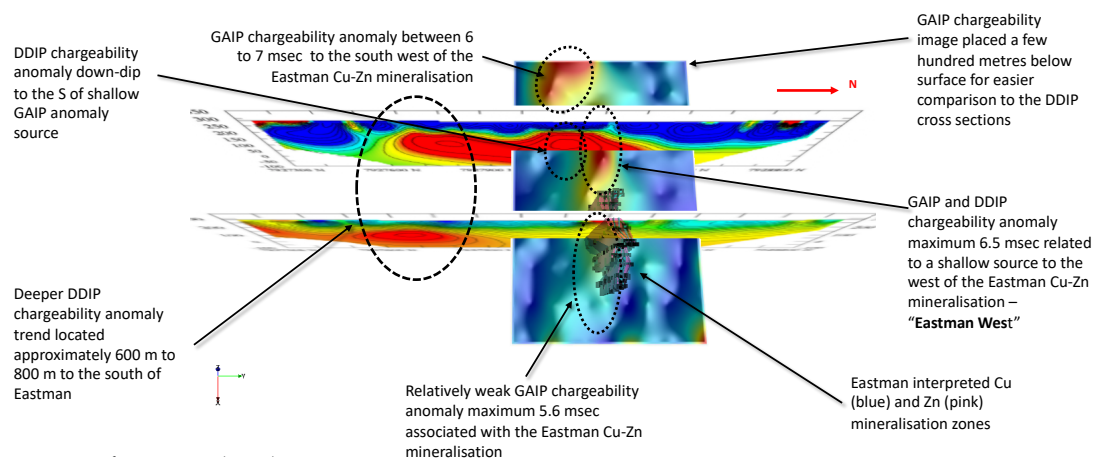 GAIP chargeability anomaly between 6
to 7 msec to the south west of the
Eastman Cu-Zn mineralisation
DDIP chargeability
anomaly down-dip
to the S of shallow
GAIP anomaly
source
GAIP chargeability
image placed a few
hundred metres below
surface for easier
comparison to the DDIP
cross sections
N
GAIP and DDIP
chargeability anomaly
maximum 6.5 msec related
to a shallow source to the
west of the Eastman Cu-Zn
mineralisation –
“Eastman West”
Deeper DDIP
chargeability anomaly
trend located
approximately 600 m to
800 m to the south of
Eastman
Y
X
Relatively weak GAIP chargeability
anomaly maximum 5.6 msec
associated with the Eastman Cu-Zn
mineralisation
Eastman interpreted Cu
(blue) and Zn (pink)
mineralisation zones